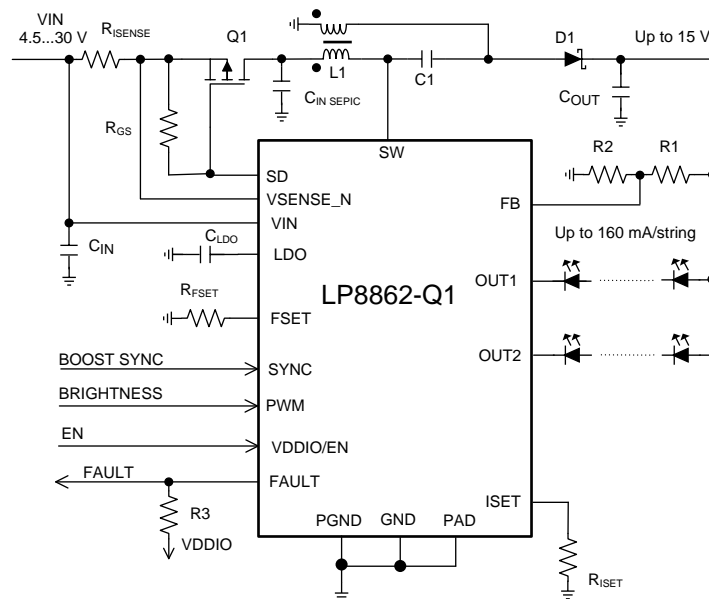 VIN
4.5...30 V
RISENSE
Q1
L1
C1
D1
Up to 15 V
CIN SEPIC
COUT
RGS
SW
R2
R1
SD
VSENSE_N
FB
VIN
CIN
CLDO
LDO
Up to 160 mA/string
LP8862-Q1
OUT1
RFSET
FSET
OUT2
BOOST SYNC
SYNC
BRIGHTNESS
PWM
EN
VDDIO/EN
FAULT
FAULT
ISET
R3
PGND
GND
PAD
VDDIO
RISET